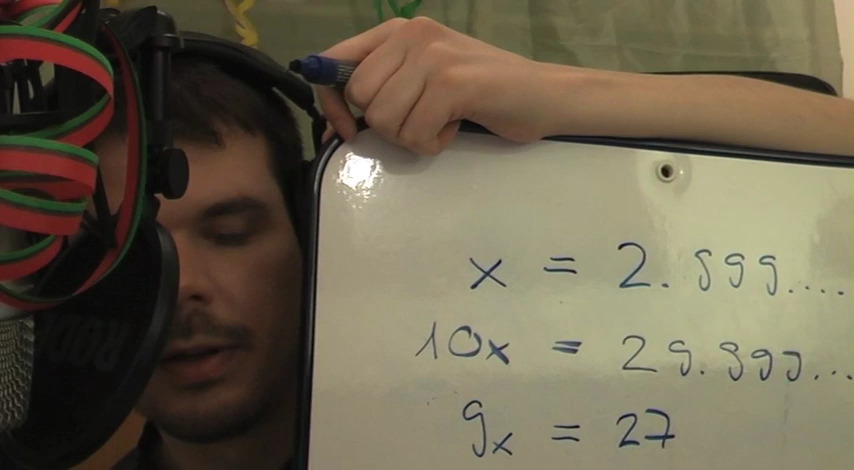 x = 2.999....
10x = 29.999...
9x = 27